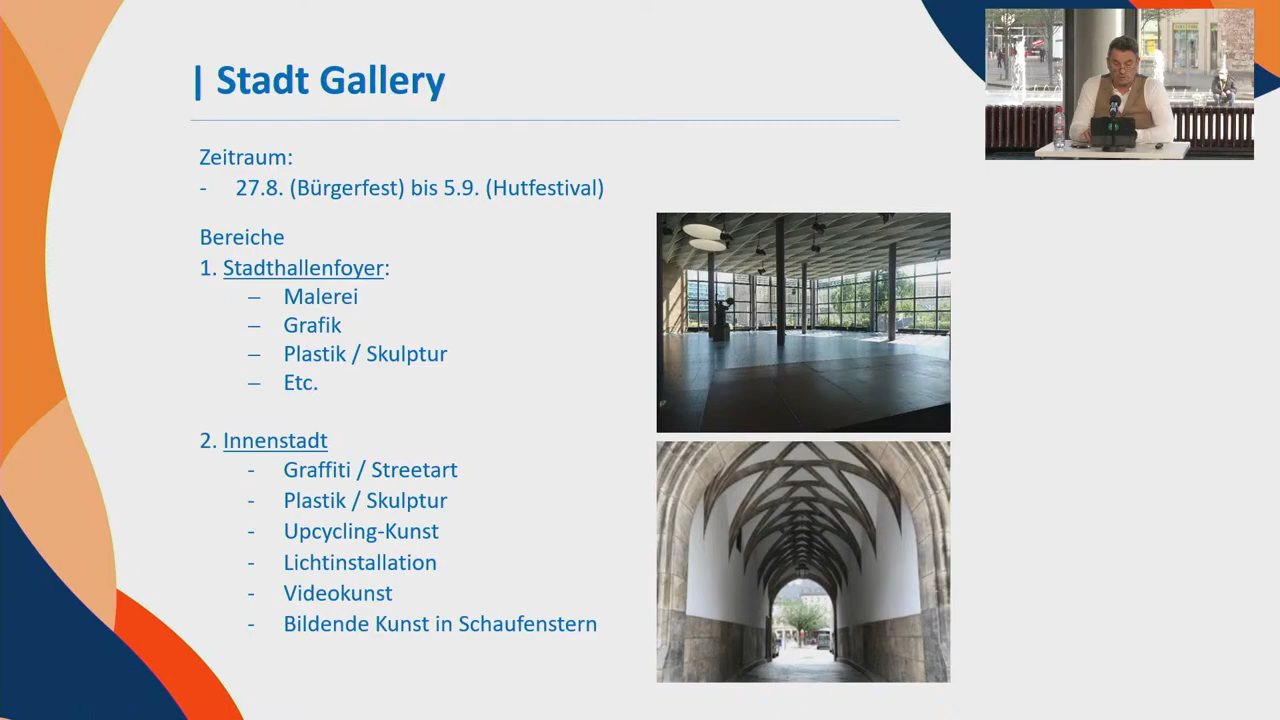 | Stadt Gallery
Zeitraum:
- 27.8. (Bürgerfest) bis 5.9. (Hutfestival)
Bereiche
1. Stadthallenfoyer:
– Malerei
– Grafik
– Plastik / Skulptur
– Etc.
2. Innenstadt
- Graffiti / Streetart
- Plastik / Skulptur
- Upcycling-Kunst
- Lichtinstallation
- Videokunst
- Bildende Kunst in Schaufenstern